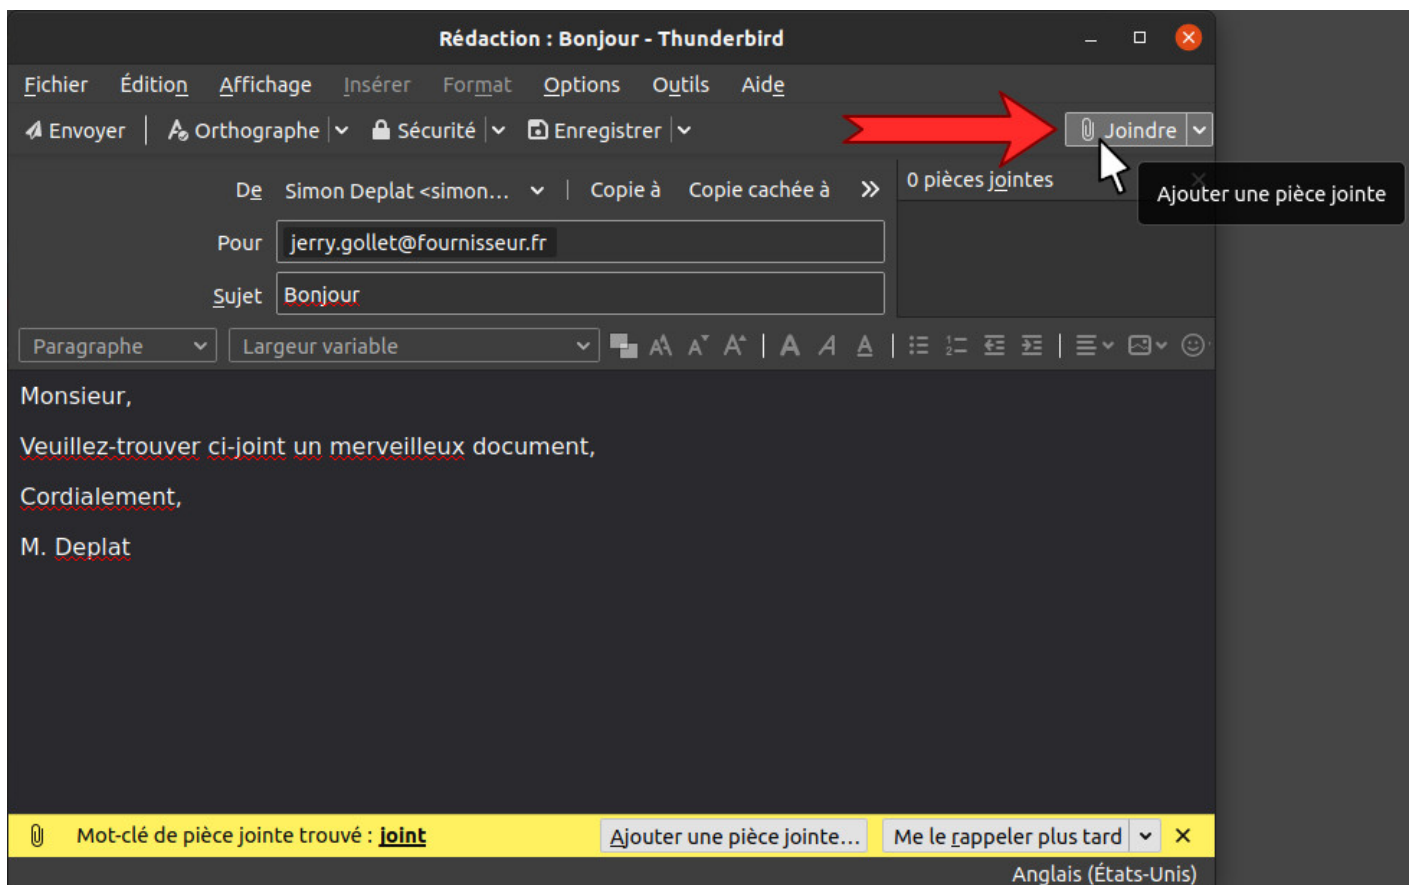 Rédaction : Bonjour - Thunderbird
Fichier Édition Affichage Insérer Format Options Outils Aide
Envoyer Orthographe Sécurité Enregistrer Joindre
De Simon Deplat <simon... Copie à Copie cachée à 0 pièces jointes
Ajouter une pièce jointe
Pour jerry.gollet@fournisseur.fr
Sujet Bonjour
Paragraphe Largeur variable
Monsieur,
Veuillez-trouver ci-joint un merveilleux document,
Cordialement,
M. Deplat
Mot-clé de pièce jointe trouvé : joint Ajouter une pièce jointe... Me le rappeler plus tard
Anglais (États-Unis)